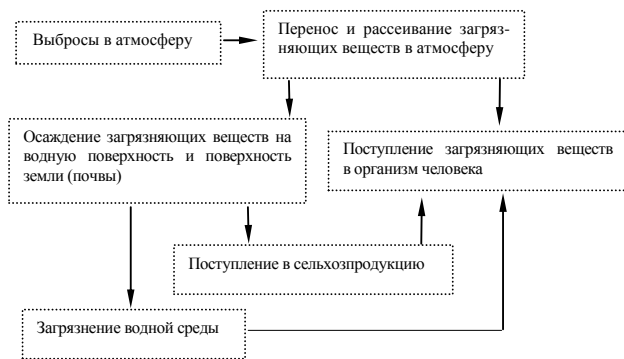 Выбросы в атмосферу
Перенос и рассеивание загряз-
няющих веществ в атмосферу
Осаждение загрязняющих веществ на
водную поверхность и поверхность
земли (почвы)
Поступление загрязняющих веществ
в организм человека
Поступление в сельхозпродукцию
Загрязнение водной среды